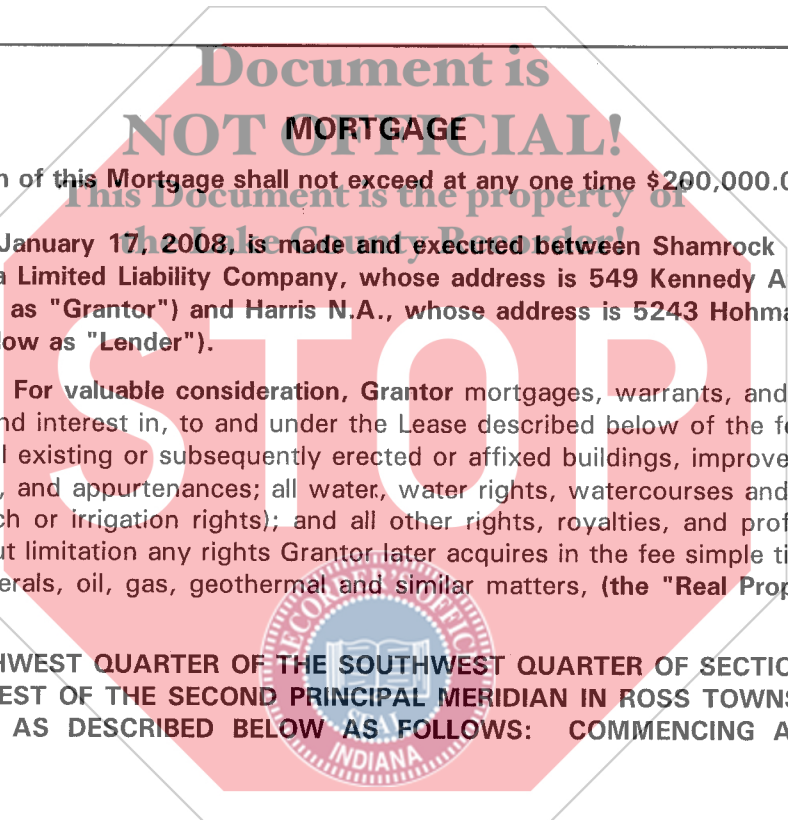 Document is
NOT OFFICIAL!
MORTGAGE
n of this Mortgage shall not exceed at any one time $200,000.0
This Document is the property of
the Lake County Recorder!
January 17, 2008, is made and executed between Shamrock
a Limited Liability Company, whose address is 549 Kennedy A
as "Grantor") and Harris N.A., whose address is 5243 Hohma
low as "Lender").
STOP
For valuable consideration, Grantor mortgages, warrants, and
nd interest in, to and under the Lease described below of the fe
l existing or subsequently erected or affixed buildings, improve
, and appurtenances; all water, water rights, watercourses and
ch or irrigation rights); and all other rights, royalties, and prof
ut limitation any rights Grantor later acquires in the fee simple ti
erals, oil, gas, geothermal and similar matters, (the "Real Prop
HWEST QUARTER OF THE SOUTHWEST QUARTER OF SECTIO
EST OF THE SECOND PRINCIPAL MERIDIAN IN ROSS TOWNS
AS DESCRIBED BELOW AS FOLLOWS: COMMENCING A
SEAL
INDIANA